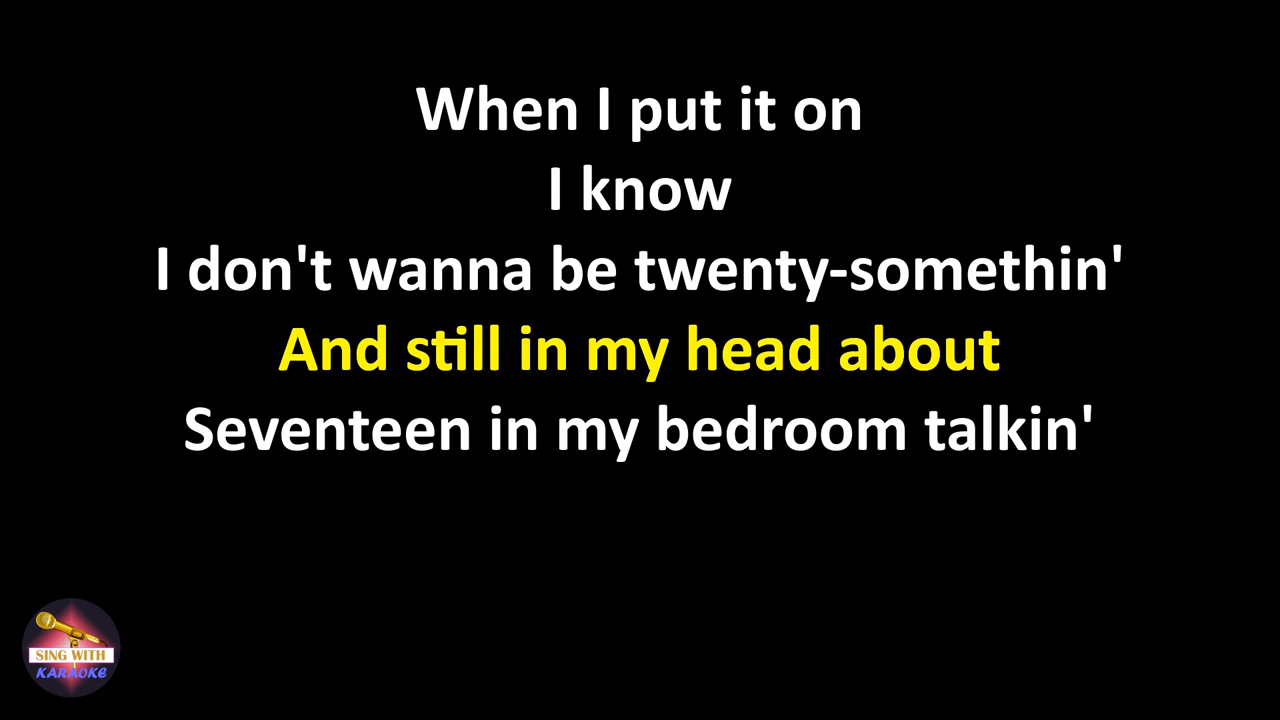 When I put it on
I know
I don't wanna be twenty-somethin'
And still in my head about
Seventeen in my bedroom talkin'
SING WITH
KARAOKE